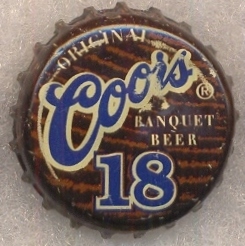 ORIGINAL
Coors®
BANQUET
BEER
18